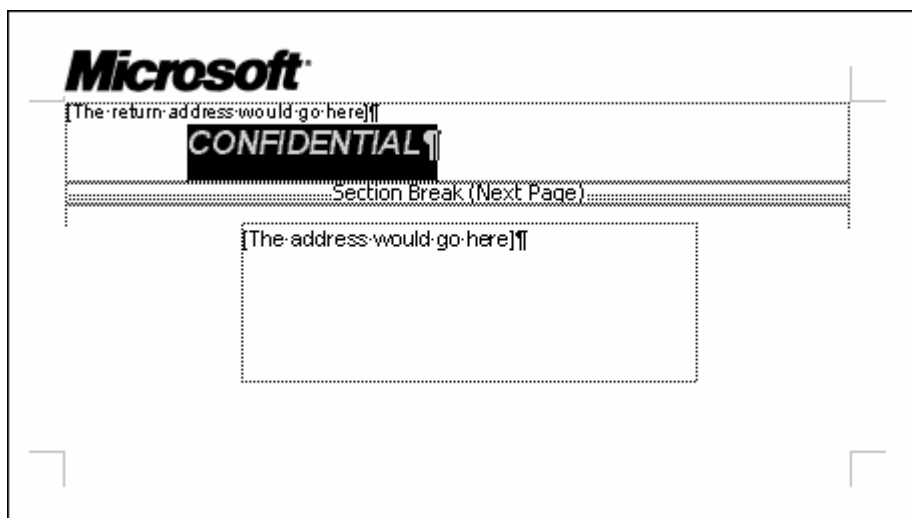 Microsoft
[The return address would go here]¶
CONFIDENTIAL¶
Section Break (Next Page)
[The address would go here]¶